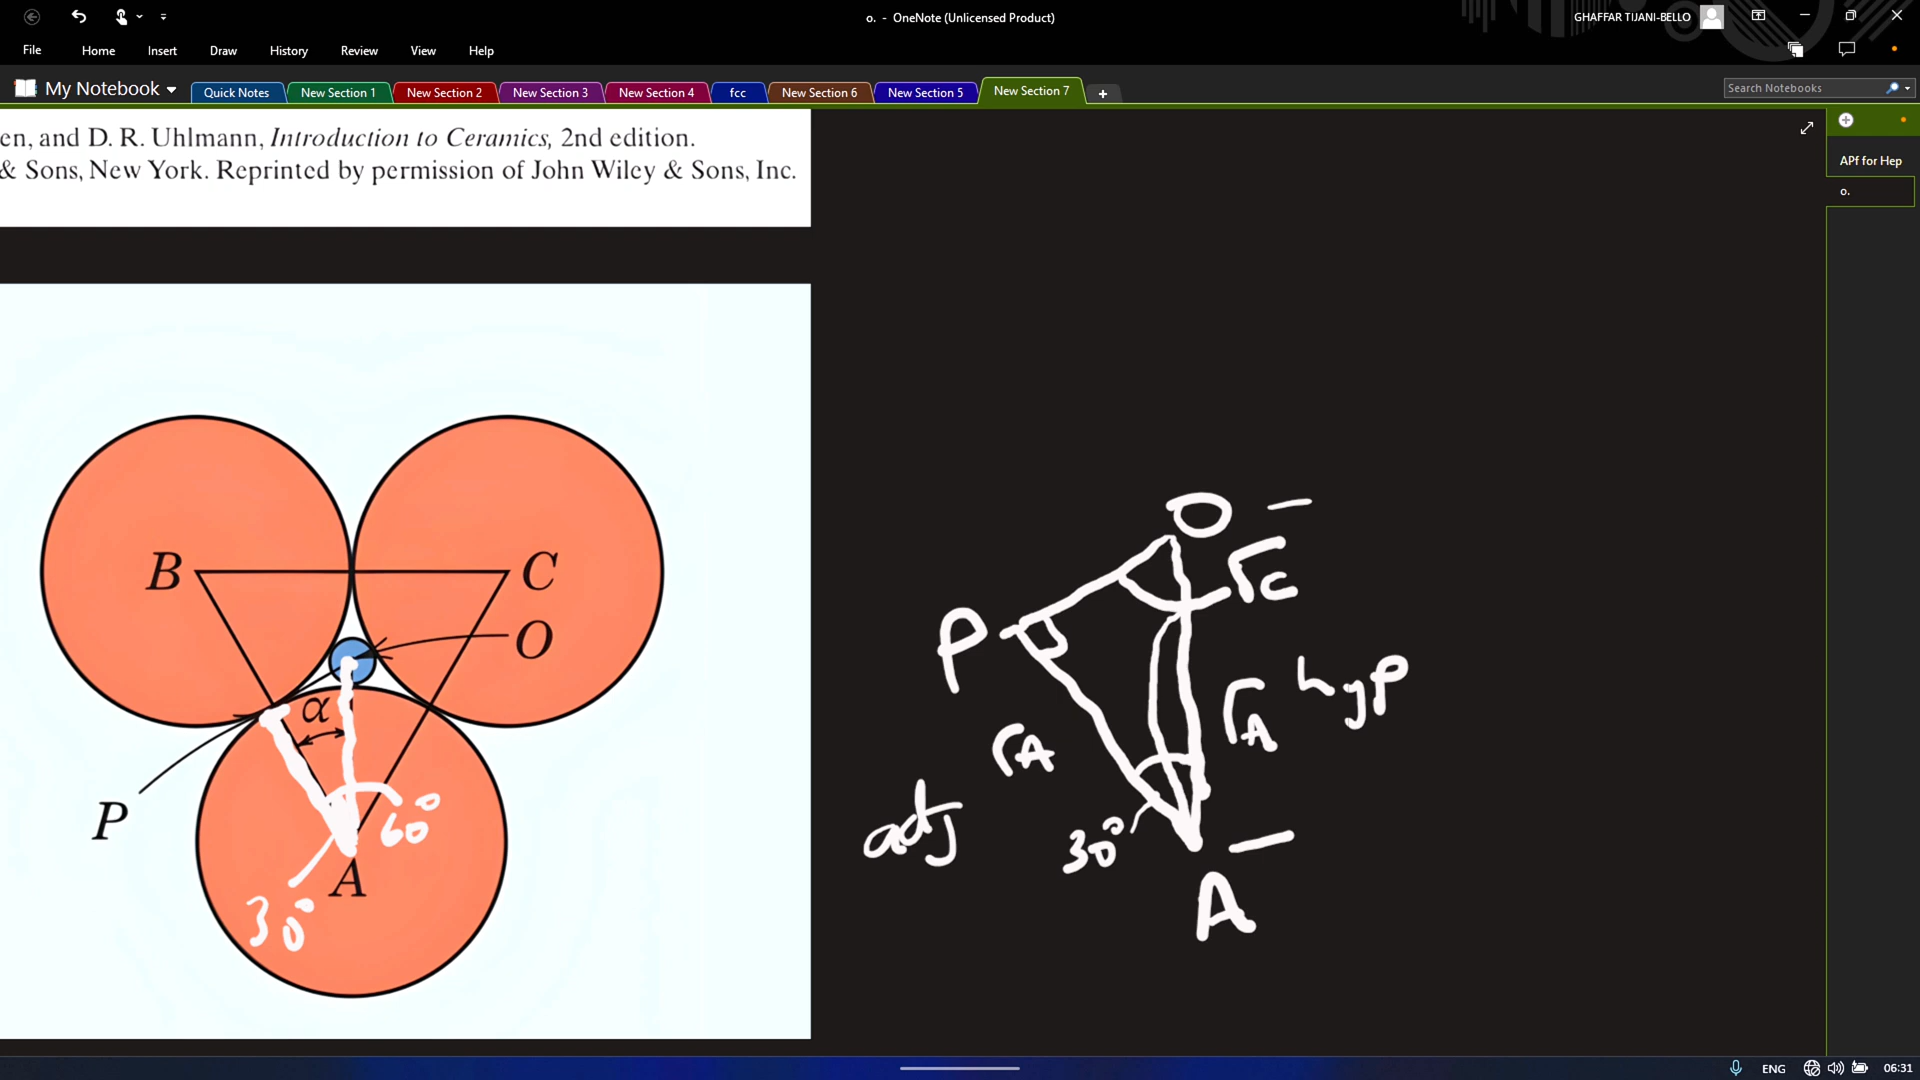 o. - OneNote (Unlicensed Product)
GHAFFAR TIJANI-BELLO
File Home Insert Draw History Review View Help
My Notebook
Quick Notes New Section 1 New Section 2 New Section 3 New Section 4 fcc New Section 6 New Section 5 New Section 7
Search Notebooks
en, and D. R. Uhlmann, Introduction to Ceramics, 2nd edition.
& Sons, New York. Reprinted by permission of John Wiley & Sons, Inc.
APf for Hep
o.
B
C
O
α
P
60°
A
30°
O
rc
P
rA hyp
rA
adj
30°
A
ENG
06:31